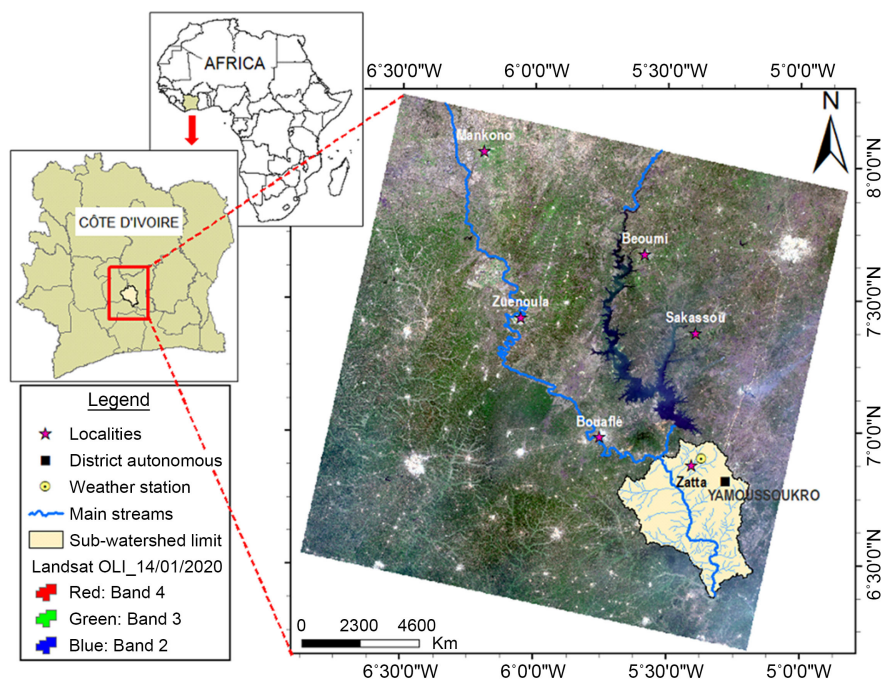 AFRICA
CÔTE D'IVOIRE
6°30'0"W 6°0'0"W 5°30'0"W 5°0'0"W
N
8°0'0"N
7°30'0"N
7°0'0"N
6°30'0"N
Mankono
Beoumi
Zuenoula
Sakassou
Bouaflé
Zatta
YAMOUSSOUKRO
Legend
Localities
District autonomous
Weather station
Main streams
Sub-watershed limit
Landsat OLI_14/01/2020
Red: Band 4
Green: Band 3
Blue: Band 2
0 2300 4600
Km
6°30'0"W 6°0'0"W 5°30'0"W 5°0'0"W